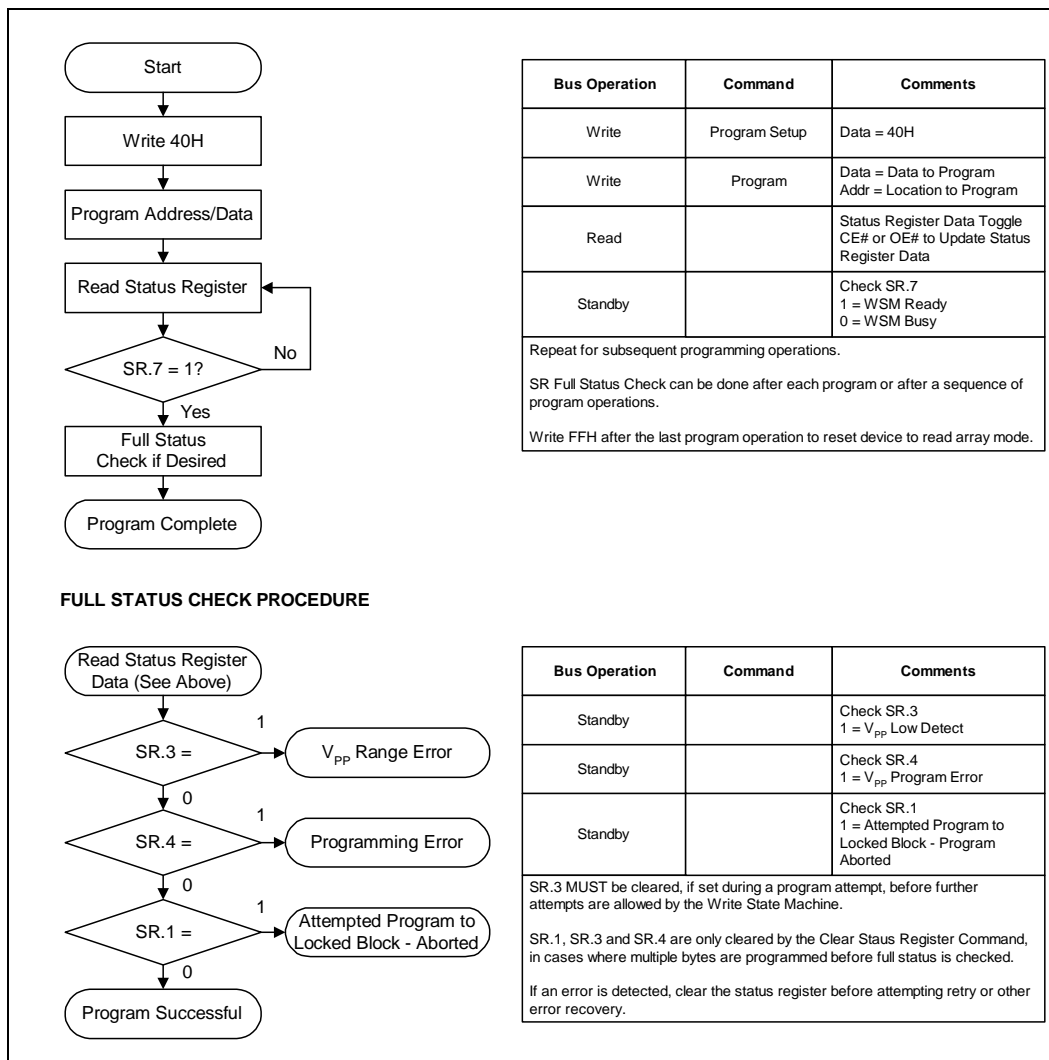 Start
Write 40H
Program Address/Data
Read Status Register
No
SR.7 = 1?
Yes
Full Status
Check if Desired
Program Complete
Bus Operation Command Comments
Write Program Setup Data = 40H
Write Program Data = Data to Program
Addr = Location to Program
Read Status Register Data Toggle
CE# or OE# to Update Status
Register Data
Standby Check SR.7
1 = WSM Ready
0 = WSM Busy
Repeat for subsequent programming operations.
SR Full Status Check can be done after each program or after a sequence of
program operations.
Write FFH after the last program operation to reset device to read array mode.
FULL STATUS CHECK PROCEDURE
Read Status Register
Data (See Above)
1
SR.3 =
VPP Range Error
0
1
SR.4 =
Programming Error
0
1
SR.1 =
Attempted Program to
Locked Block - Aborted
0
Program Successful
Bus Operation Command Comments
Standby Check SR.3
1 = VPP Low Detect
Standby Check SR.4
1 = VPP Program Error
Standby Check SR.1
1 = Attempted Program to
Locked Block - Program
Aborted
SR.3 MUST be cleared, if set during a program attempt, before further
attempts are allowed by the Write State Machine.
SR.1, SR.3 and SR.4 are only cleared by the Clear Staus Register Command,
in cases where multiple bytes are programmed before full status is checked.
If an error is detected, clear the status register before attempting retry or other
error recovery.